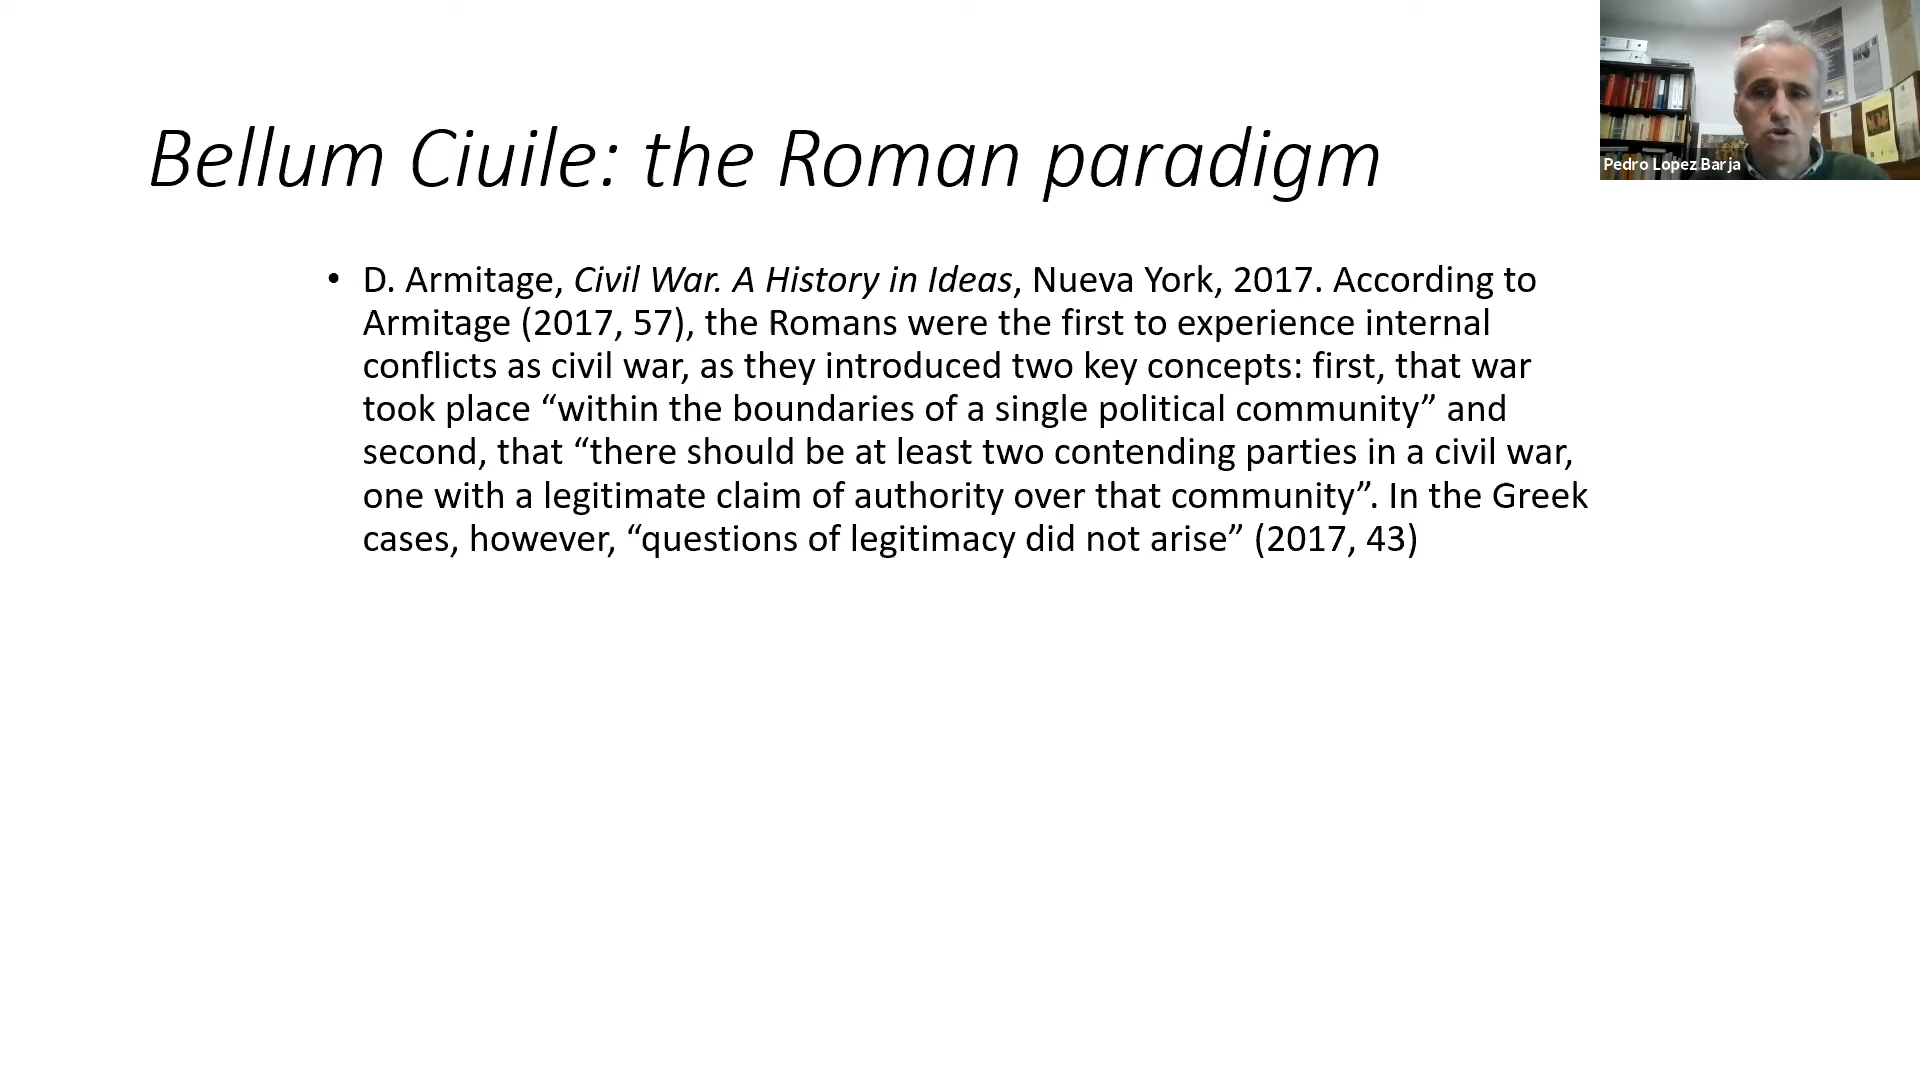 Bellum Ciuile: the Roman paradigm
Pedro Lopez Barja
• D. Armitage, Civil War. A History in Ideas, Nueva York, 2017. According to
Armitage (2017, 57), the Romans were the first to experience internal
conflicts as civil war, as they introduced two key concepts: first, that war
took place “within the boundaries of a single political community” and
second, that “there should be at least two contending parties in a civil war,
one with a legitimate claim of authority over that community”. In the Greek
cases, however, “questions of legitimacy did not arise” (2017, 43)